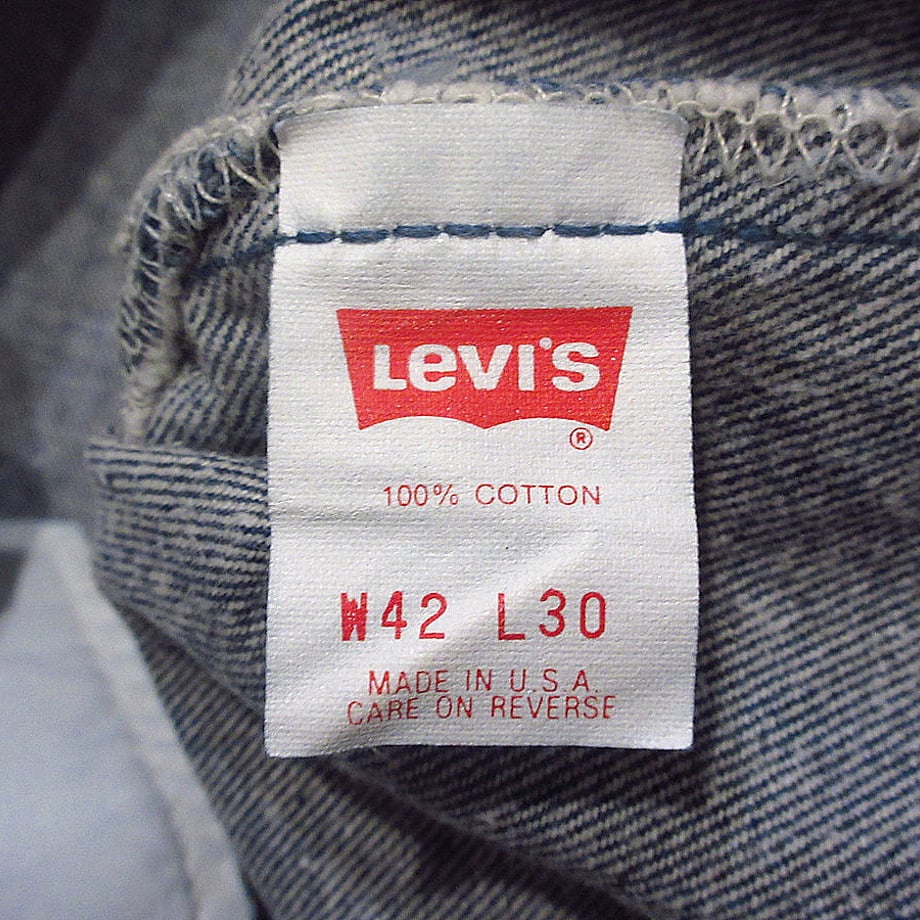 LEVI'S
®
100% COTTON
W42 L30
MADE IN U.S.A.
CARE ON REVERSE